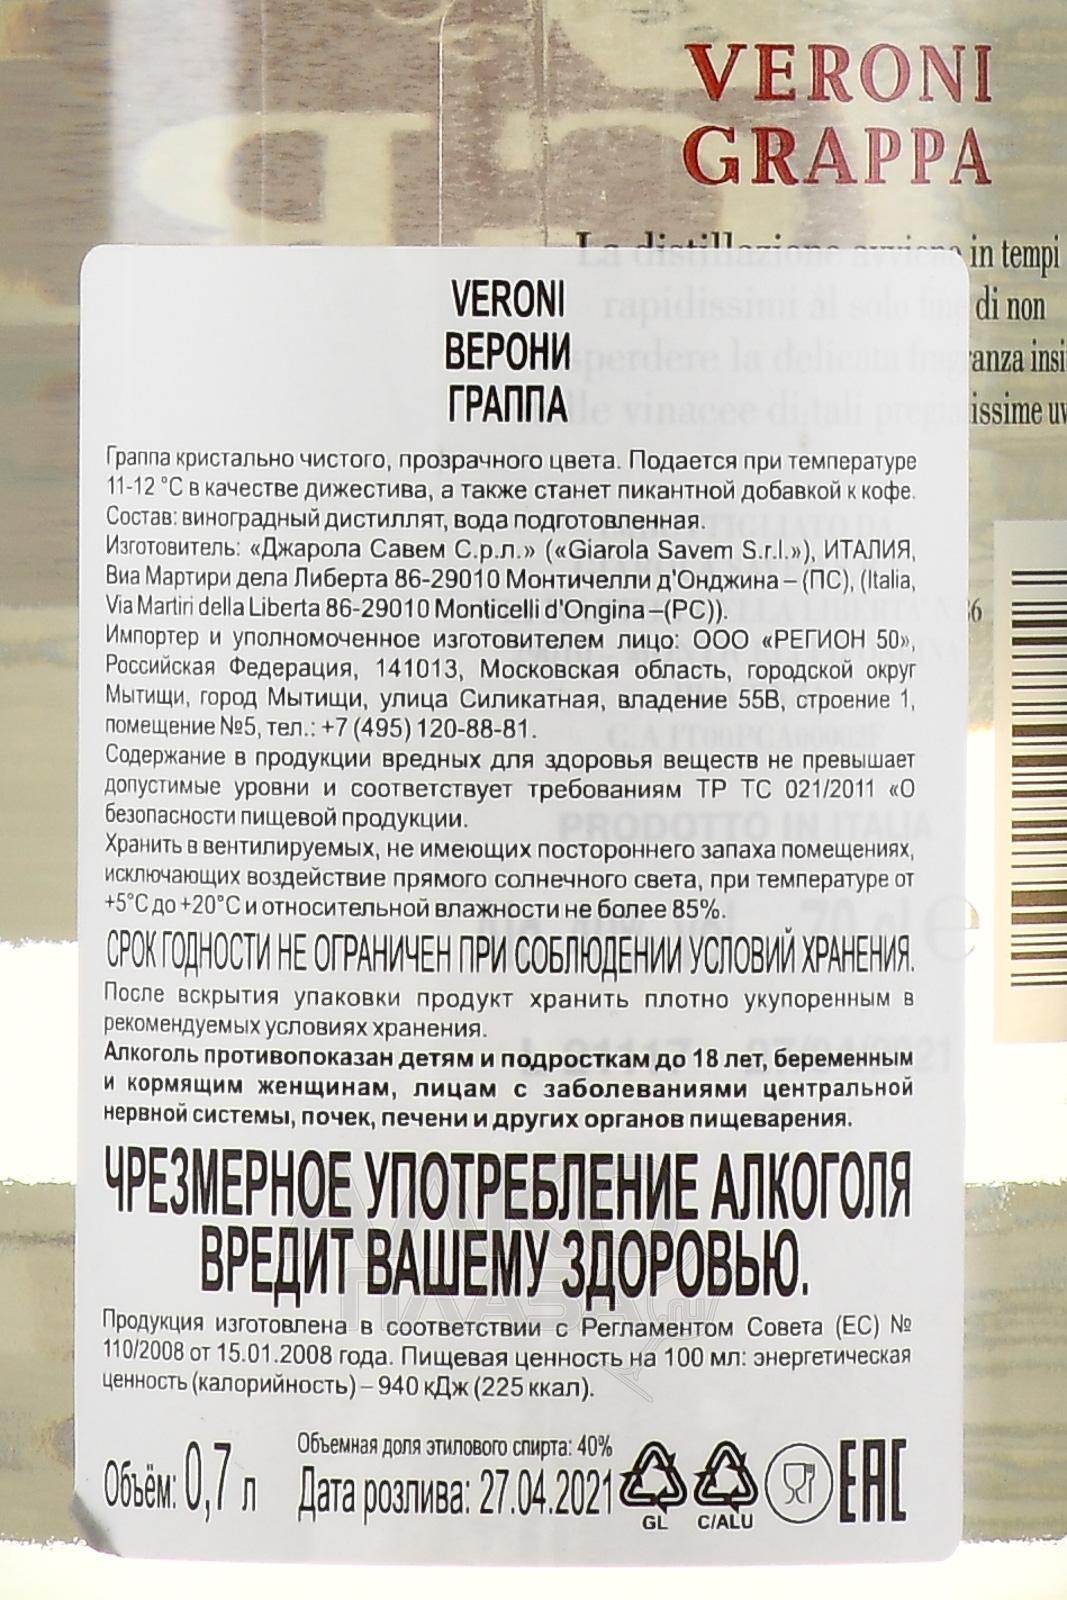 VERONI
GRAPPA
La distillazione avviene in tempi
rapidissimi al solo fine di non
sperdere la delicata fragranza insi
vinacee di tali issime uv
VERONI
ВЕРОНИ
ГРАППА
Граппа кристально чистого, прозрачного цвета. Подается при температуре
11-12 °С в качестве дижестива, а также станет пикантной добавкой к кофе.
Состав: виноградный дистиллят, вода подготовленная.
Изготовитель: «Джарола Савем С.р.л.» («Giarola Savem S.r.l.»), ИТАЛИЯ,
Виа Мартири дела Либерта 86-29010 Монтичелли д'Онджина – (ПС), (Italia,
Via Martiri della Liberta 86-29010 Monticelli d'Ongina –(PC)).
Импортер и уполномоченное изготовителем лицо: ООО «РЕГИОН 50»,
Российская Федерация, 141013, Московская область, городской округ
Мытищи, город Мытищи, улица Силикатная, владение 55В, строение 1,
помещение №5, тел.: +7 (495) 120-88-81.
Содержание в продукции вредных для здоровья веществ не превышает
допустимые уровни и соответствует требованиям ТР ТС 021/2011 «О
безопасности пищевой продукции.
Хранить в вентилируемых, не имеющих постороннего запаха помещениях,
исключающих воздействие прямого солнечного света, при температуре от
+5°С до +20°С и относительной влажности не более 85%.
СРОК ГОДНОСТИ НЕ ОГРАНИЧЕН ПРИ СОБЛЮДЕНИИ УСЛОВИЙ ХРАНЕНИЯ.
После вскрытия упаковки продукт хранить плотно укупоренным в
рекомендуемых условиях хранения.
Алкоголь противопоказан детям и подросткам до 18 лет, беременным
и кормящим женщинам, лицам с заболеваниями центральной
нервной системы, почек, печени и других органов пищеварения.
ЧРЕЗМЕРНОЕ УПОТРЕБЛЕНИЕ АЛКОГОЛЯ
ВРЕДИТ ВАШЕМУ ЗДОРОВЬЮ.
Продукция изготовлена в соответствии с Регламентом Совета (ЕС) №
110/2008 от 15.01.2008 года. Пищевая ценность на 100 мл: энергетическая
ценность (калорийность) – 940 кДж (225 ккал).
Объём: 0,7 л
Объемная доля этилового спирта: 40%
Дата розлива: 27.04.2021
GL C/ALU EAC
PRODOTTO IN ITALIA
70 cl e
L 21117 27/04/2021